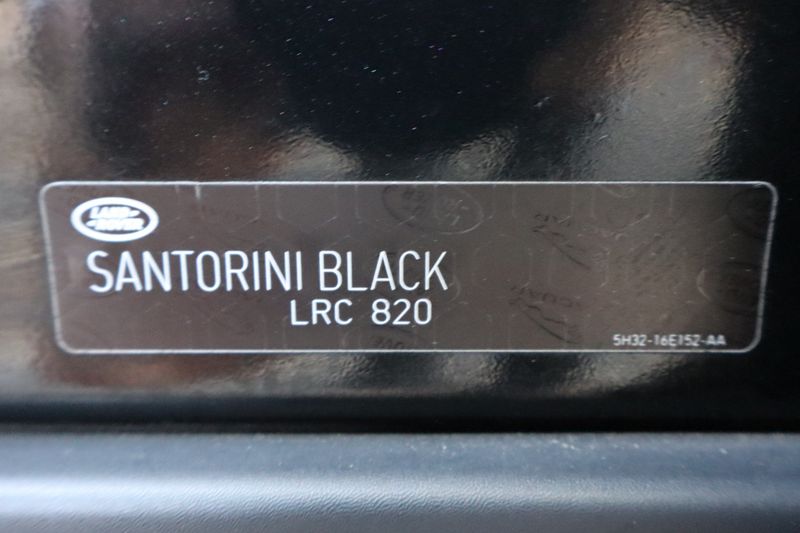 LAND
ROVER
SANTORINI BLACK
LRC 820
5H32-16E152-AA